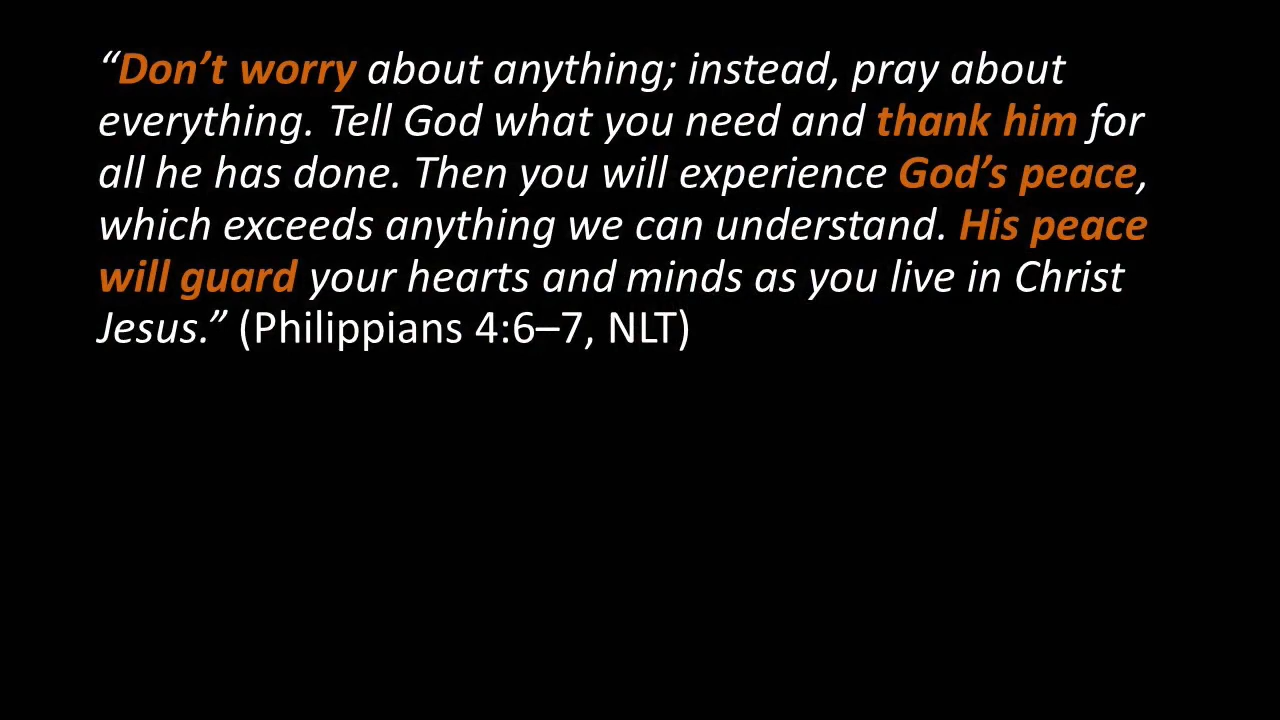 “Don’t worry about anything; instead, pray about
everything. Tell God what you need and thank him for
all he has done. Then you will experience God’s peace,
which exceeds anything we can understand. His peace
will guard your hearts and minds as you live in Christ
Jesus.” (Philippians 4:6–7, NLT)